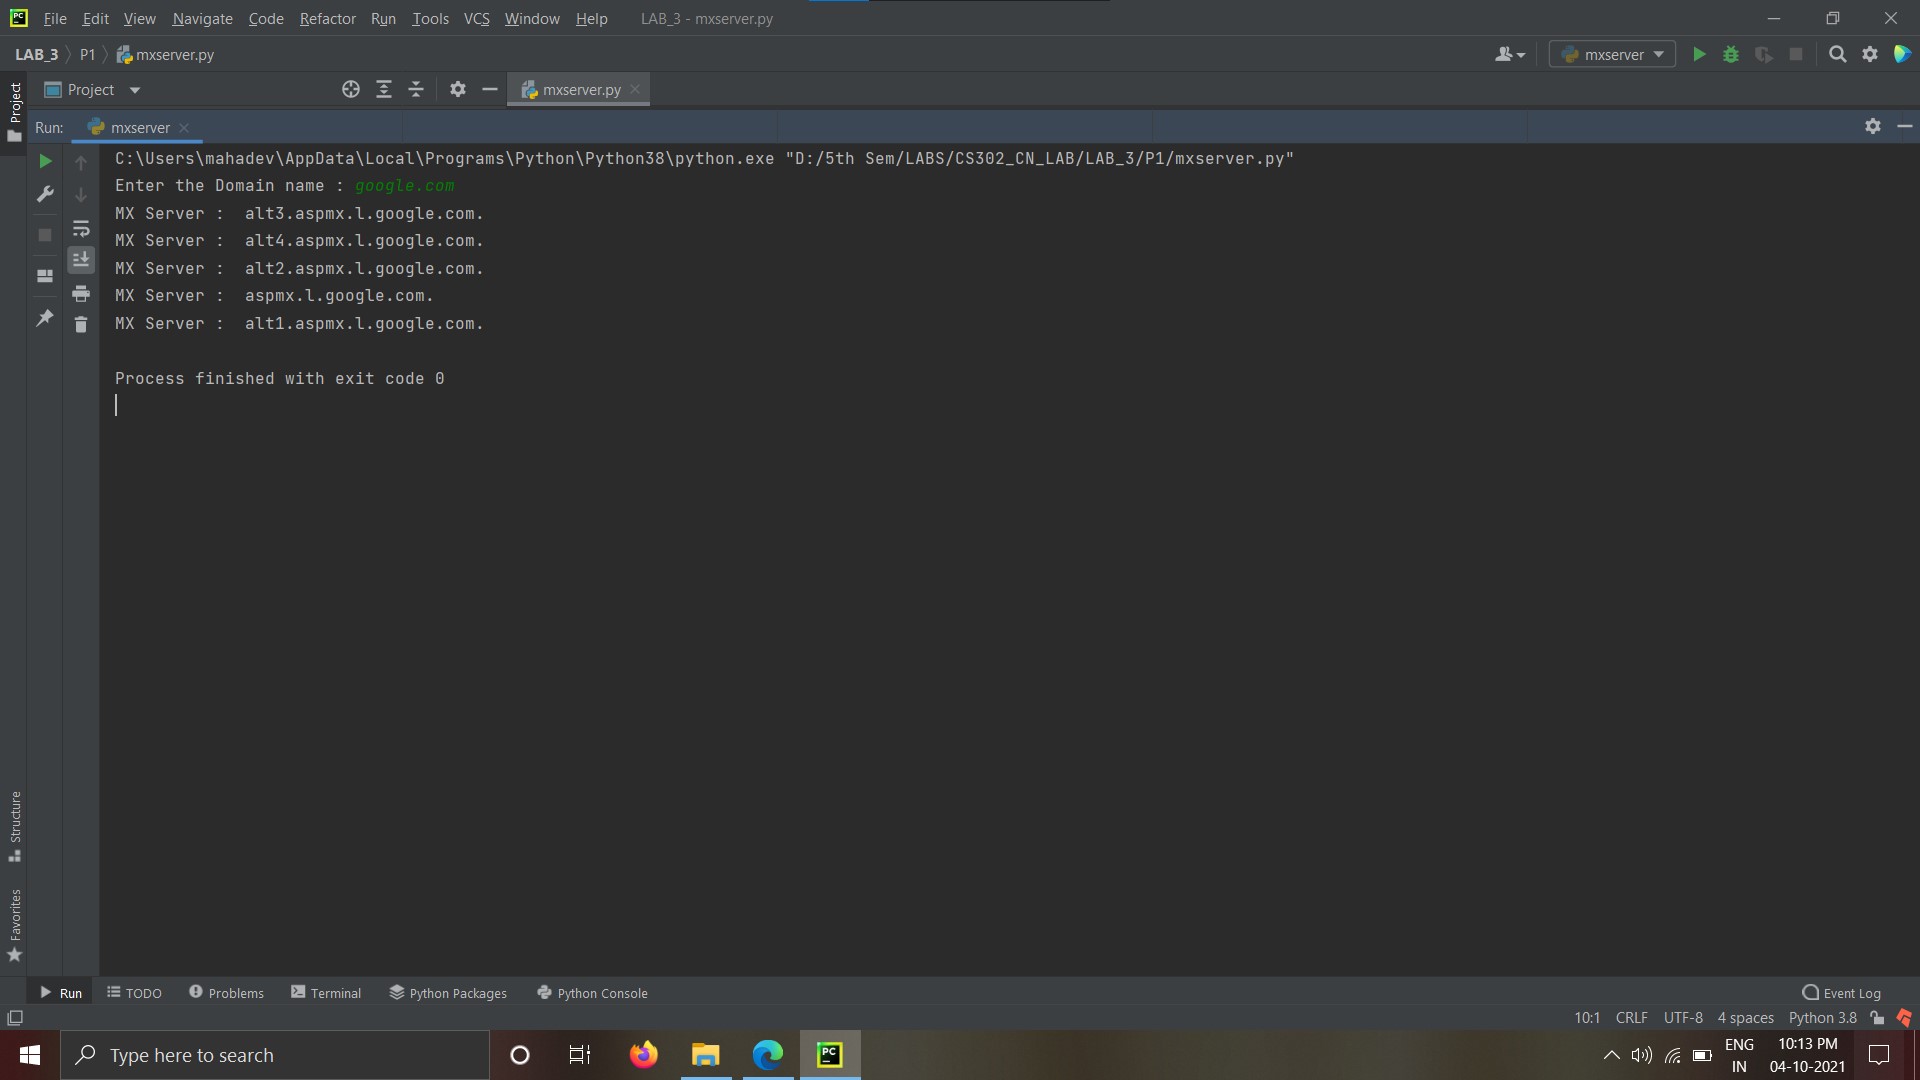 File Edit View Navigate Code Refactor Run Tools VCS Window Help LAB_3 - mxserver.py
LAB_3 P1 mxserver.py mxserver
Project mxserver.py
Project
Run: mxserver
C:\Users\mahadev\AppData\Local\Programs\Python\Python38\python.exe "D:/5th Sem/LABS/CS302_CN_LAB/LAB_3/P1/mxserver.py"
Enter the Domain name : google.com
MX Server :  alt3.aspmx.l.google.com.
MX Server :  alt4.aspmx.l.google.com.
MX Server :  alt2.aspmx.l.google.com.
MX Server :  aspmx.l.google.com.
MX Server :  alt1.aspmx.l.google.com.
Process finished with exit code 0
Structure
Favorites
Run TODO Problems Terminal Python Packages Python Console Event Log
10:1 CRLF UTF-8 4 spaces Python 3.8
Type here to search
PC
ENG
IN
10:13 PM
04-10-2021